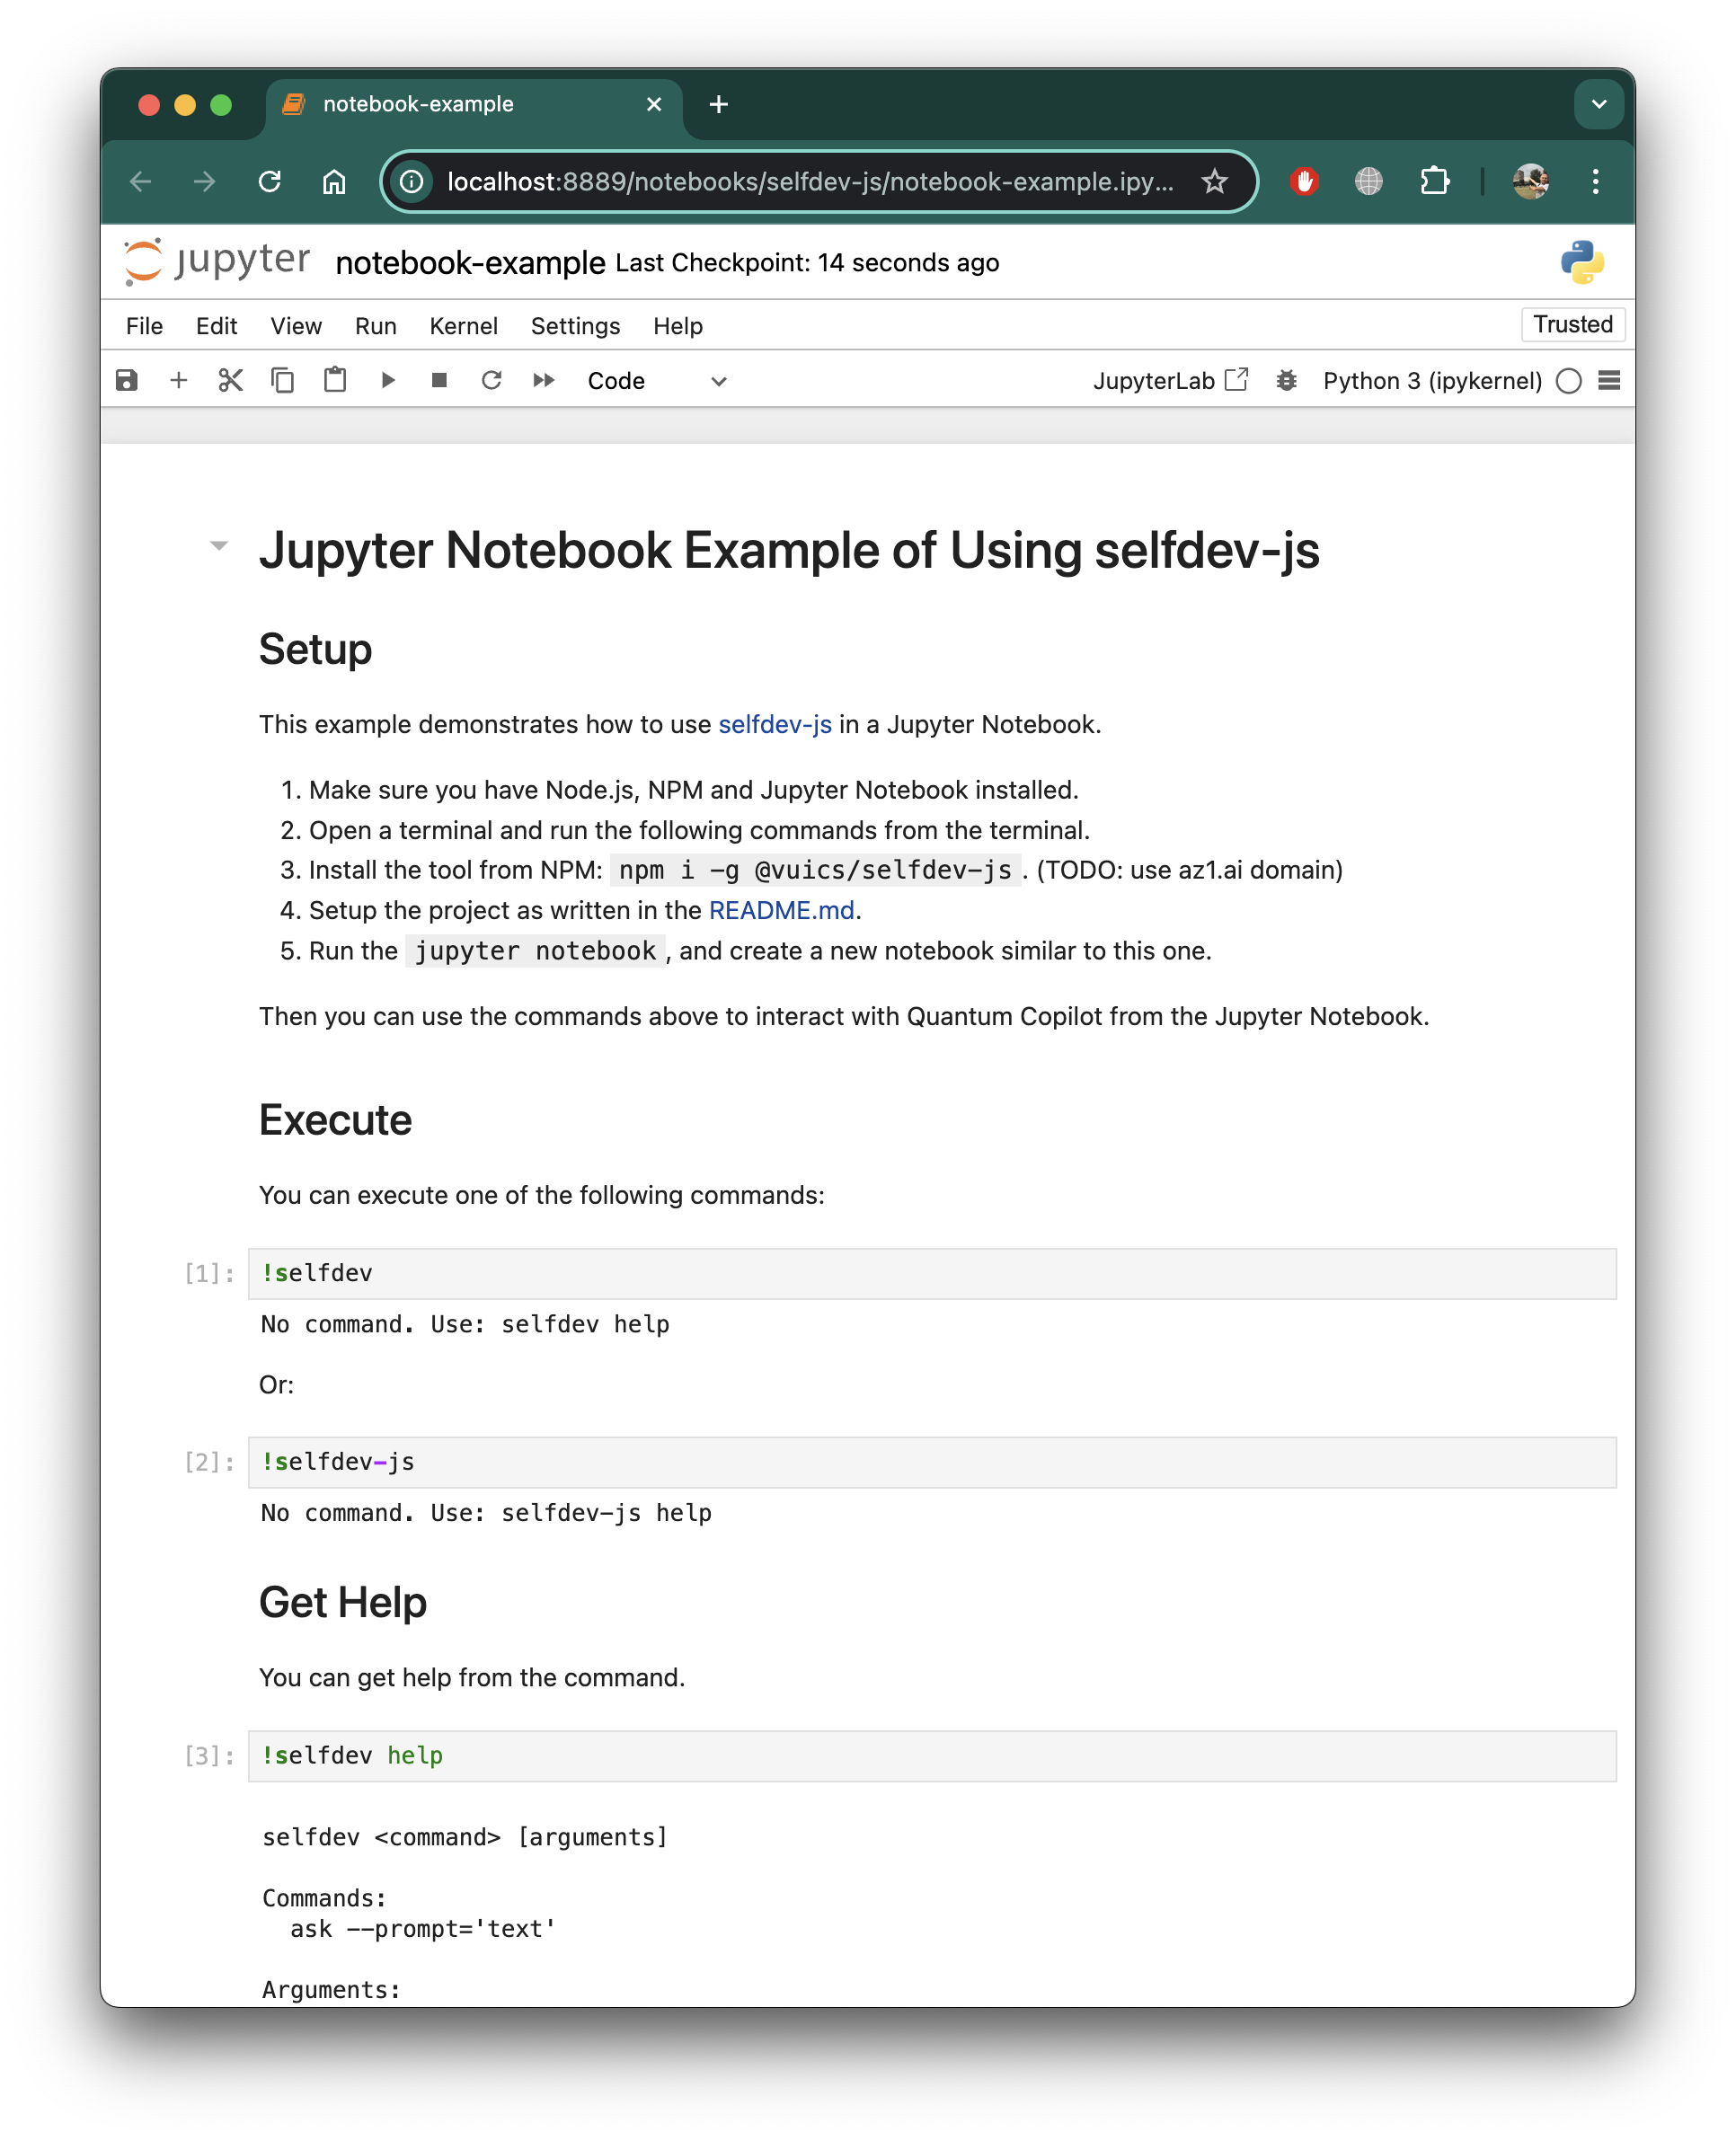 notebook-example
localhost:8889/notebooks/selfdev-js/notebook-example.ipy...
jupyter notebook-example Last Checkpoint: 14 seconds ago
File Edit View Run Kernel Settings Help Trusted
Code JupyterLab Python 3 (ipykernel)
Jupyter Notebook Example of Using selfdev-js
Setup
This example demonstrates how to use selfdev-js in a Jupyter Notebook.
1. Make sure you have Node.js, NPM and Jupyter Notebook installed.
2. Open a terminal and run the following commands from the terminal.
3. Install the tool from NPM: npm i -g @vuics/selfdev-js. (TODO: use az1.ai domain)
4. Setup the project as written in the README.md.
5. Run the jupyter notebook, and create a new notebook similar to this one.
Then you can use the commands above to interact with Quantum Copilot from the Jupyter Notebook.
Execute
You can execute one of the following commands:
[1]: !selfdev
No command. Use: selfdev help
Or:
[2]: !selfdev-js
No command. Use: selfdev-js help
Get Help
You can get help from the command.
[3]: !selfdev help
selfdev <command> [arguments]
Commands:
ask --prompt='text'
Arguments: